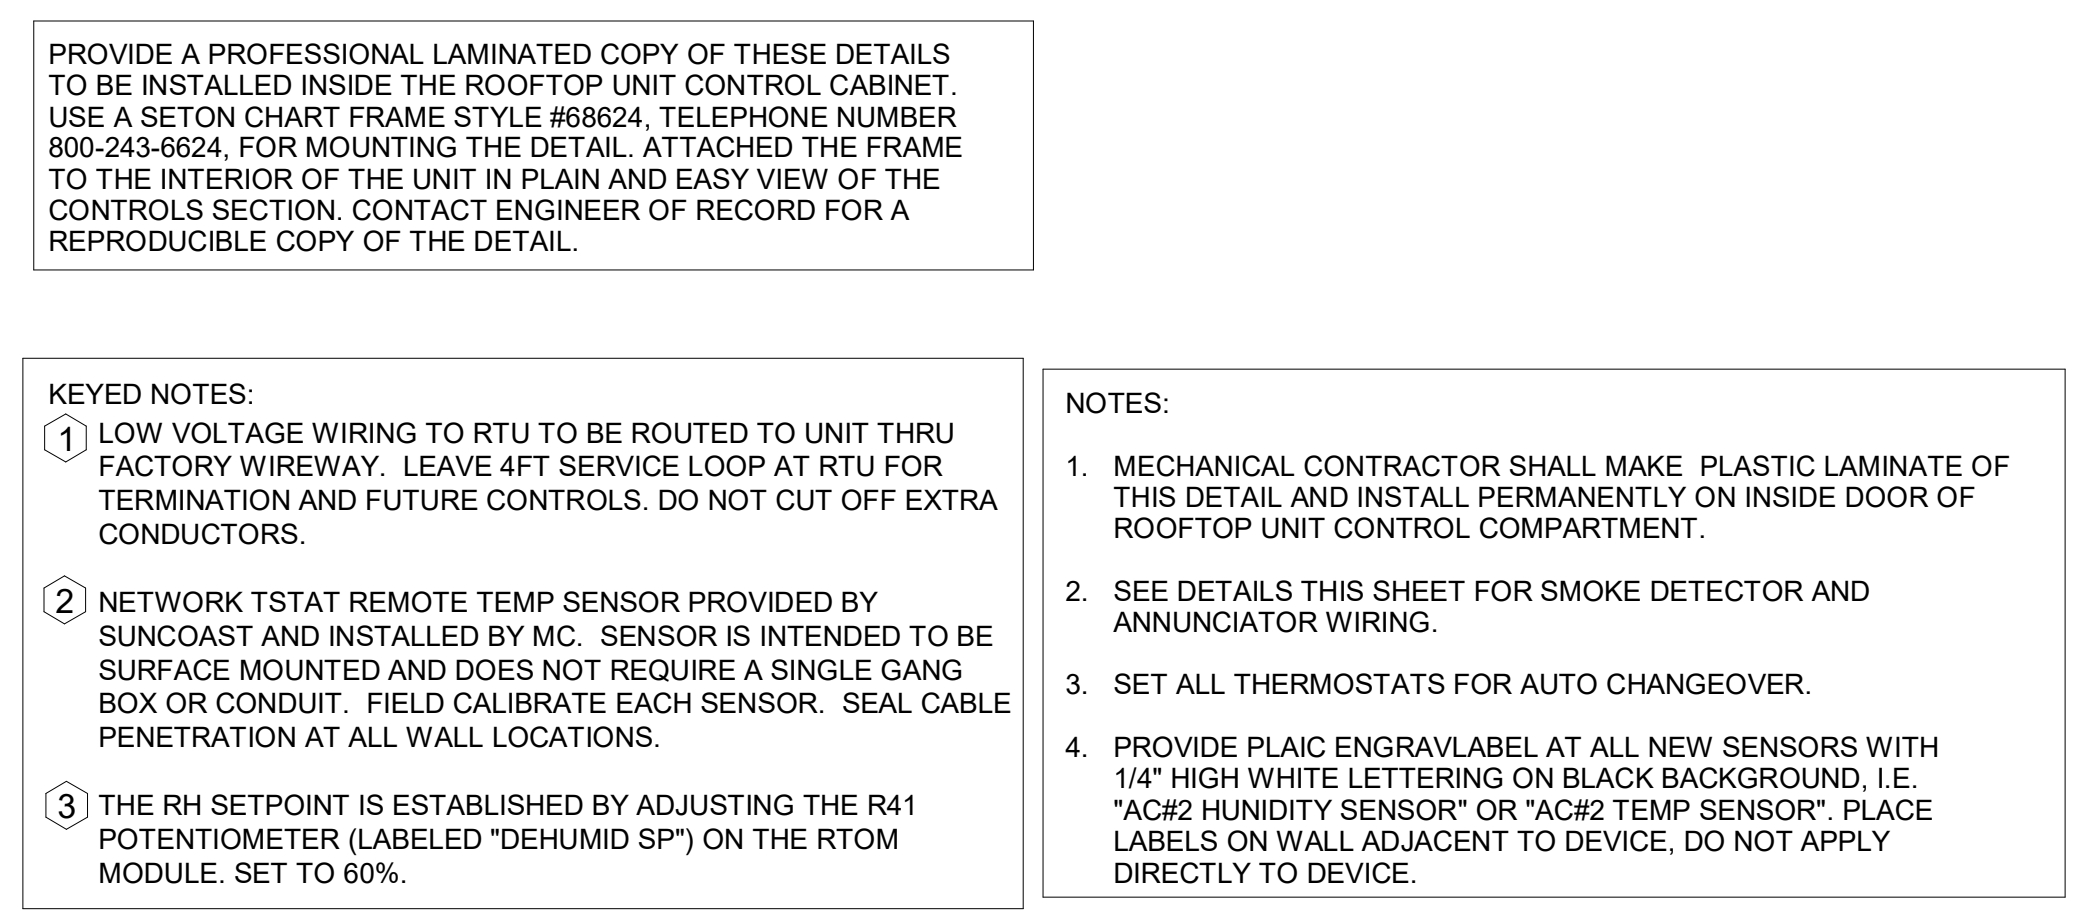 PROVIDE A PROFESSIONAL LAMINATED COPY OF THESE DETAILS
TO BE INSTALLED INSIDE THE ROOFTOP UNIT CONTROL CABINET.
USE A SETON CHART FRAME STYLE #68624, TELEPHONE NUMBER
800-243-6624, FOR MOUNTING THE DETAIL. ATTACHED THE FRAME
TO THE INTERIOR OF THE UNIT IN PLAIN AND EASY VIEW OF THE
CONTROLS SECTION. CONTACT ENGINEER OF RECORD FOR A
REPRODUCIBLE COPY OF THE DETAIL.
KEYED NOTES:
1 LOW VOLTAGE WIRING TO RTU TO BE ROUTED TO UNIT THRU
FACTORY WIREWAY. LEAVE 4FT SERVICE LOOP AT RTU FOR
TERMINATION AND FUTURE CONTROLS. DO NOT CUT OFF EXTRA
CONDUCTORS.
2 NETWORK TSTAT REMOTE TEMP SENSOR PROVIDED BY
SUNCOAST AND INSTALLED BY MC. SENSOR IS INTENDED TO BE
SURFACE MOUNTED AND DOES NOT REQUIRE A SINGLE GANG
BOX OR CONDUIT. FIELD CALIBRATE EACH SENSOR. SEAL CABLE
PENETRATION AT ALL WALL LOCATIONS.
3 THE RH SETPOINT IS ESTABLISHED BY ADJUSTING THE R41
POTENTIOMETER (LABELED "DEHUMID SP") ON THE RTOM
MODULE. SET TO 60%.
NOTES:
1. MECHANICAL CONTRACTOR SHALL MAKE PLASTIC LAMINATE OF
THIS DETAIL AND INSTALL PERMANENTLY ON INSIDE DOOR OF
ROOFTOP UNIT CONTROL COMPARTMENT.
2. SEE DETAILS THIS SHEET FOR SMOKE DETECTOR AND
ANNUNCIATOR WIRING.
3. SET ALL THERMOSTATS FOR AUTO CHANGEOVER.
4. PROVIDE PLAIC ENGRAVLABEL AT ALL NEW SENSORS WITH
1/4" HIGH WHITE LETTERING ON BLACK BACKGROUND, I.E.
"AC#2 HUNIDITY SENSOR" OR "AC#2 TEMP SENSOR". PLACE
LABELS ON WALL ADJACENT TO DEVICE, DO NOT APPLY
DIRECTLY TO DEVICE.